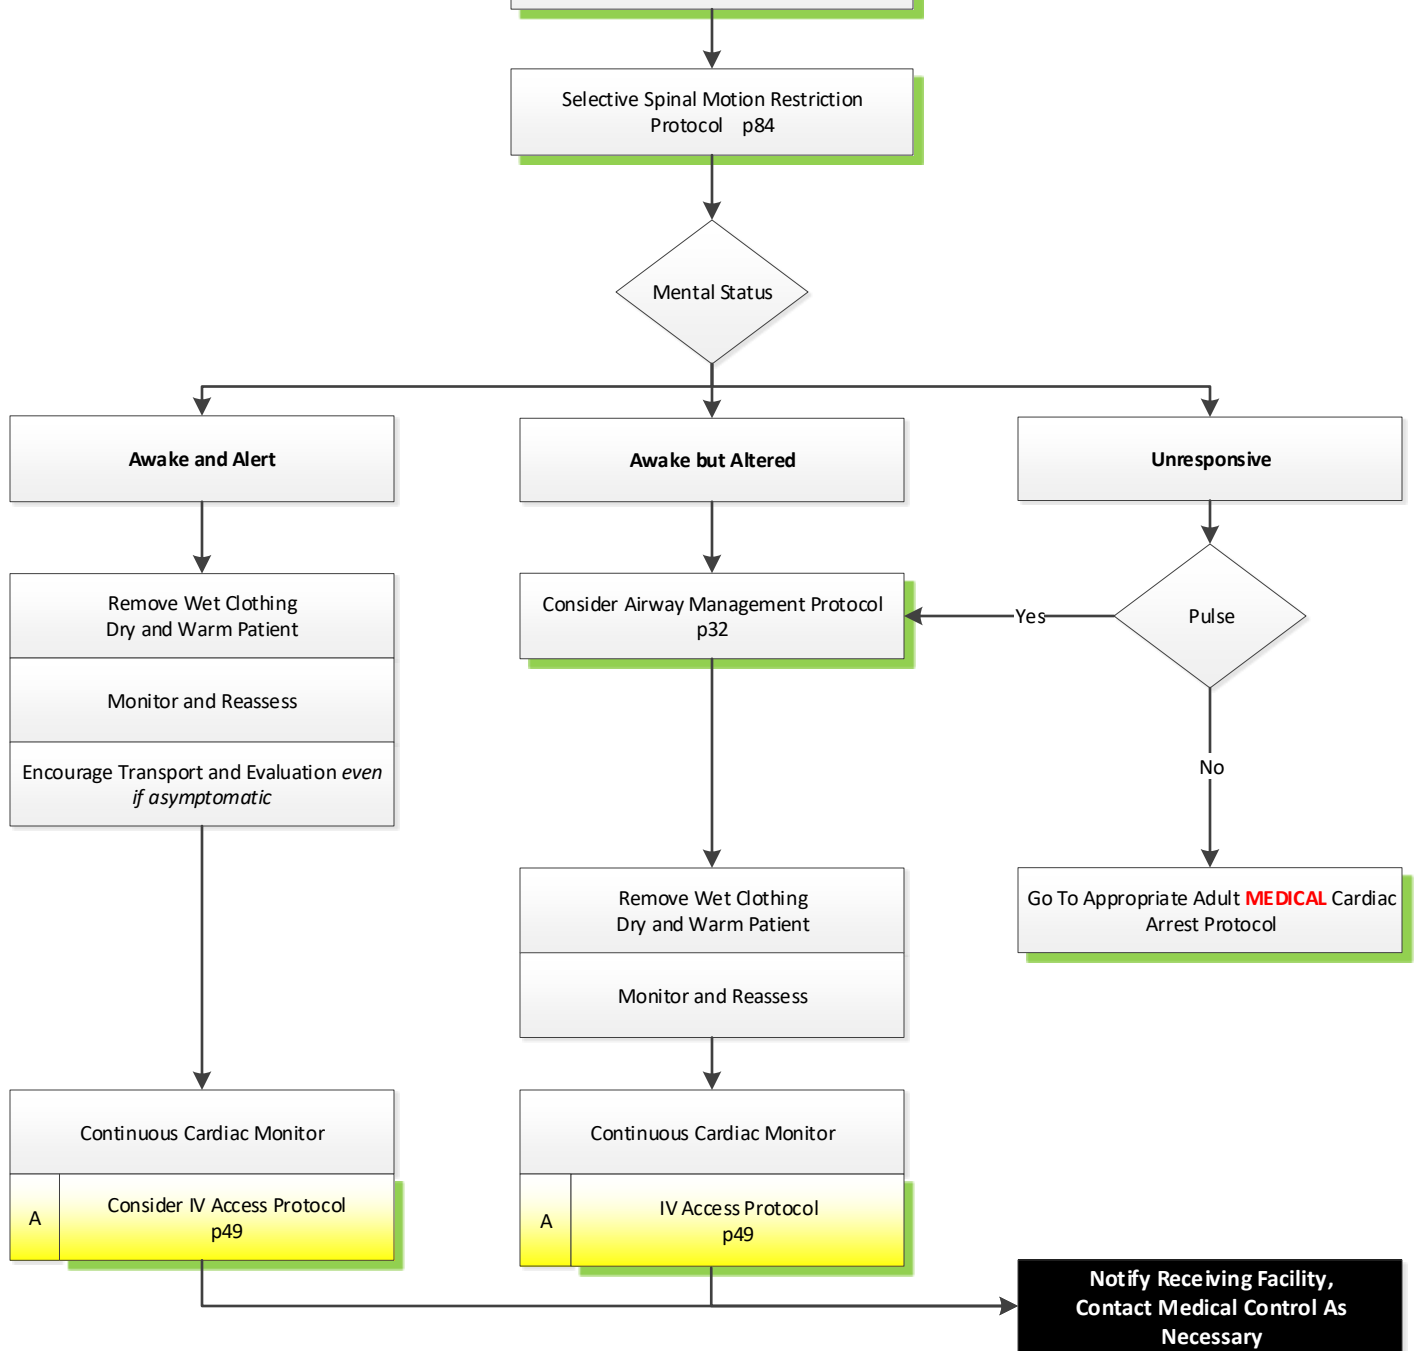 Selective Spinal Motion Restriction
Protocol p84
Mental Status
Awake and Alert
Awake but Altered
Unresponsive
Remove Wet Clothing
Dry and Warm Patient
Monitor and Reassess
Encourage Transport and Evaluation even
if asymptomatic
Consider Airway Management Protocol
p32
Yes
Pulse
No
Remove Wet Clothing
Dry and Warm Patient
Monitor and Reassess
Go To Appropriate Adult MEDICAL Cardiac
Arrest Protocol
Continuous Cardiac Monitor
A
Consider IV Access Protocol
p49
Continuous Cardiac Monitor
A
IV Access Protocol
p49
Notify Receiving Facility,
Contact Medical Control As
Necessary